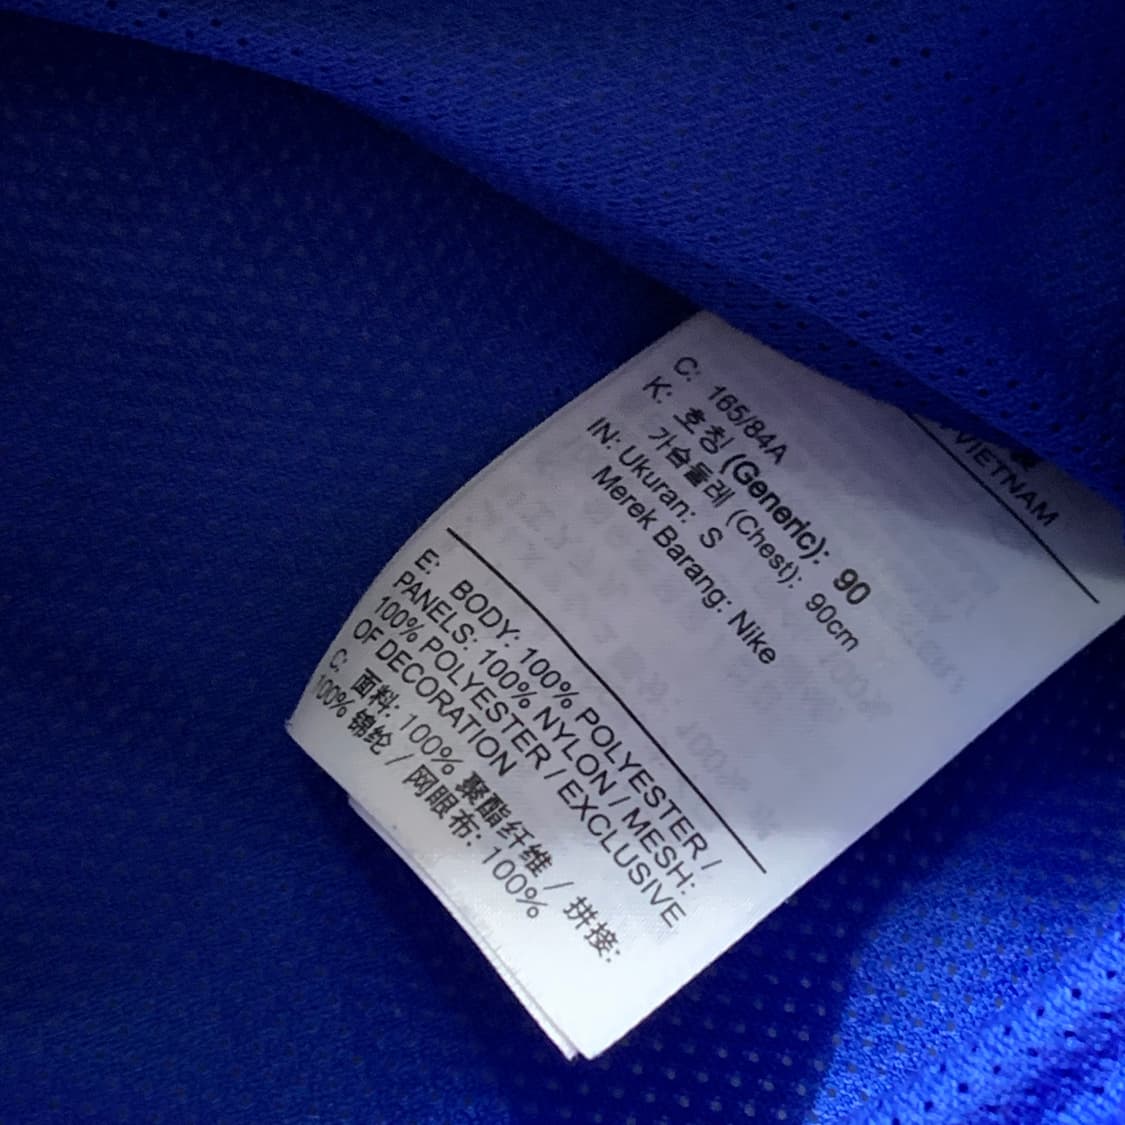 VIETNAM
C: 165/84A
K: 호칭 (Generic): 90
가슴둘레 (Chest): 90cm
IN: Ukuran: S
Merek Barang: Nike
E: BODY: 100% POLYESTER /
PANELS: 100% NYLON / MESH:
100% POLYESTER / EXCLUSIVE
OF DECORATION
C: 面料: 100% 聚酯纤维 / 拼接:
100% 锦纶 / 网眼布: 100%